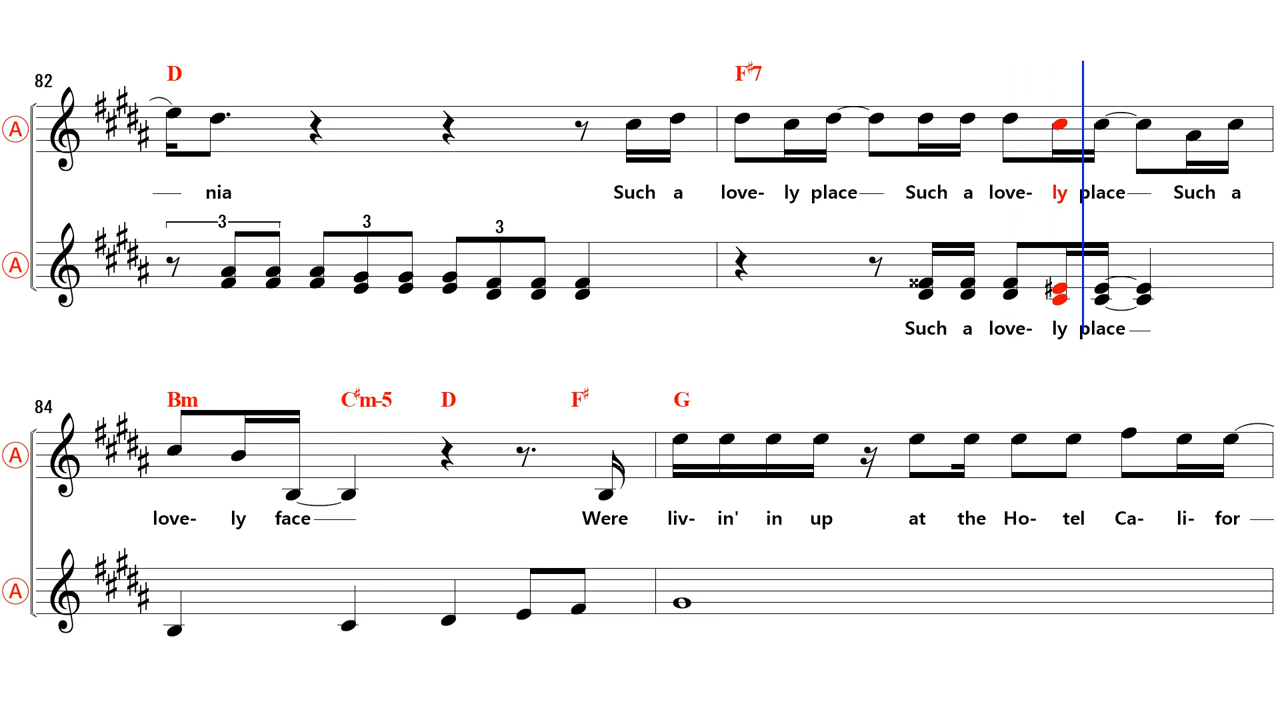 82 D F♯7
A
— nia Such a love- ly place— Such a love- ly place— Such a
3 3 3
A
Such a love- ly place—
84 Bm C♯m-5 D F♯ G
A
love- ly face— Were liv- in' in up at the Ho- tel Ca- li- for —
A